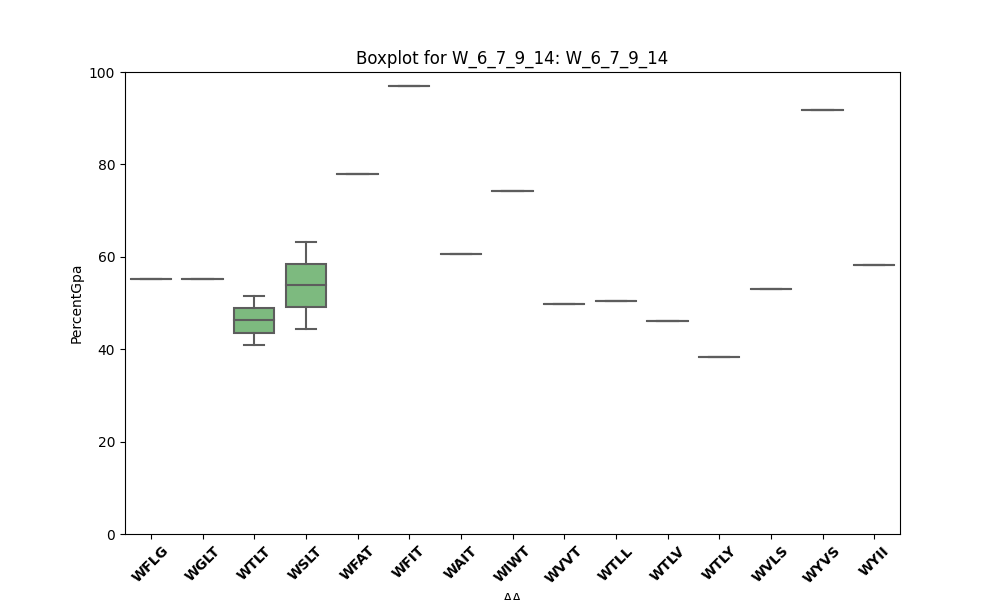 Boxplot for W_6_7_9_14: W_6_7_9_14
100
80
60
40
20
0
PercentGpa
WFLG
WGLT
WTLT
WSLT
WFAT
WFIT
WAIT
WIWT
WVVT
WTLL
WTLV
WTLY
WVLS
WYVS
WYII
AA